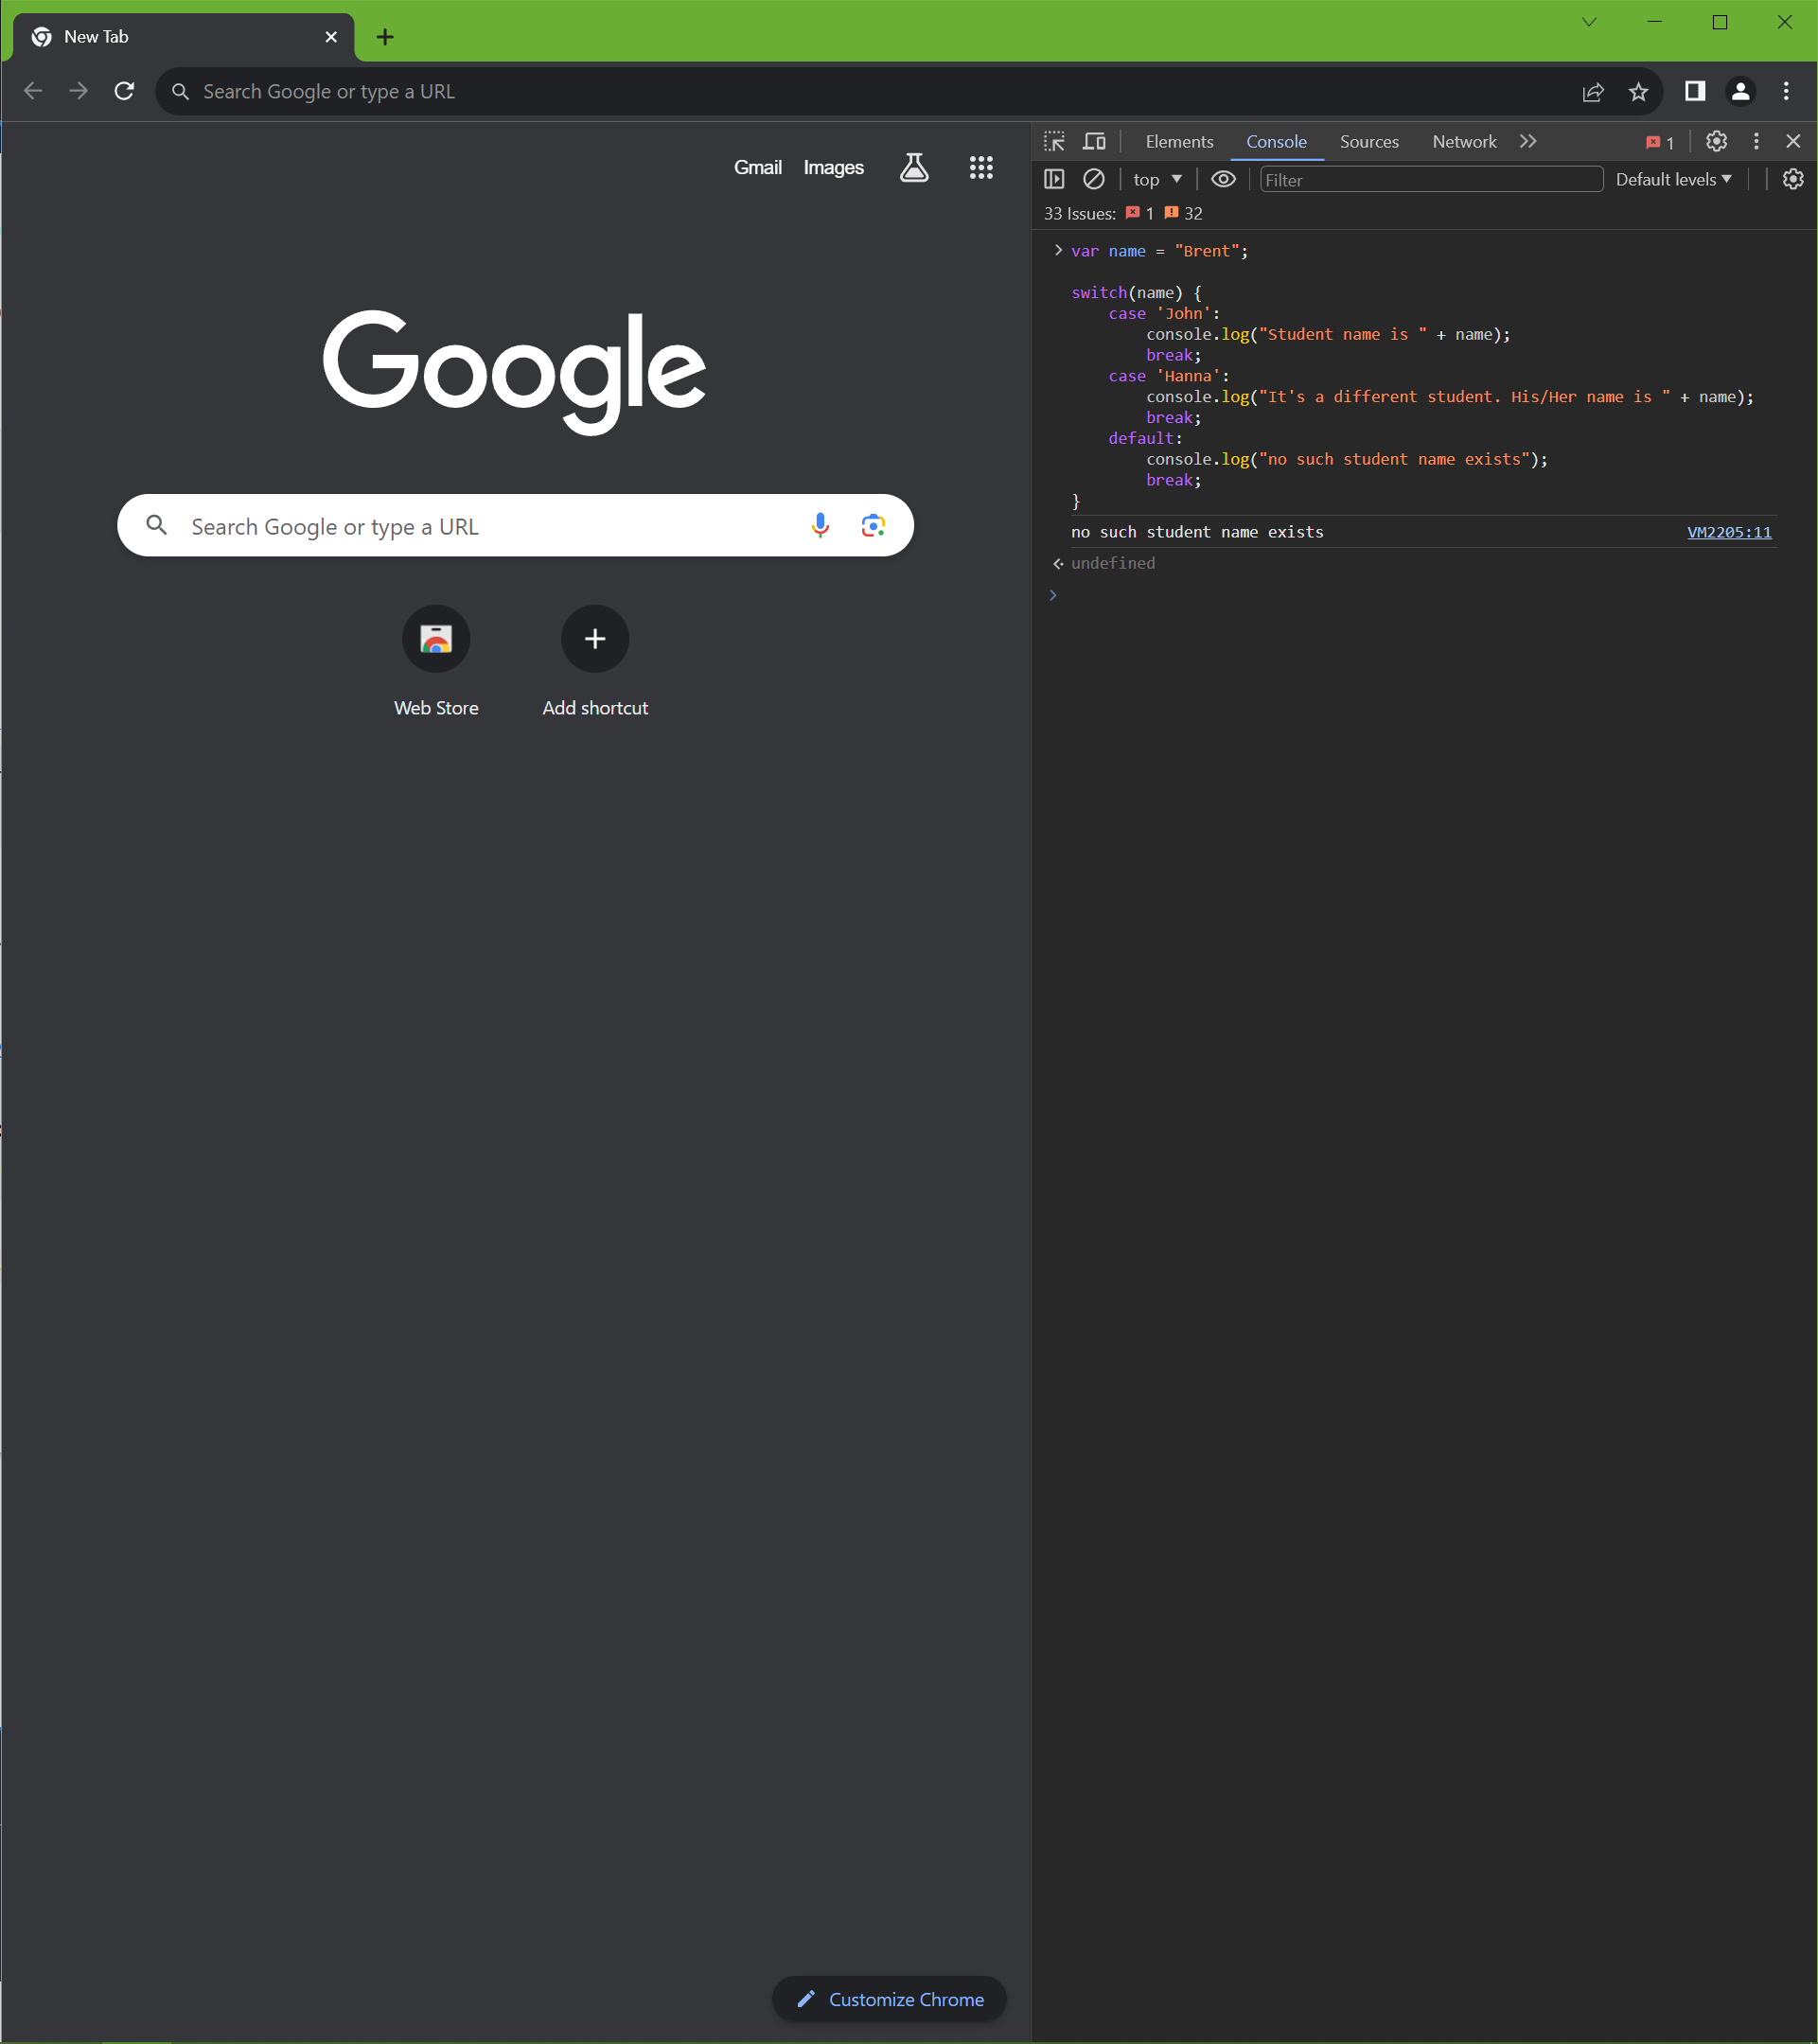 New Tab
Search Google or type a URL
Gmail Images
Google
Search Google or type a URL
Web Store Add shortcut
Customize Chrome
Elements Console Sources Network 1
top Filter Default levels
33 Issues: 1 32
var name = "Brent";
switch(name) {
    case 'John':
        console.log("Student name is " + name);
        break;
    case 'Hanna':
        console.log("It's a different student. His/Her name is " + name);
        break;
    default:
        console.log("no such student name exists");
        break;
}
no such student name exists VM2205:11
undefined